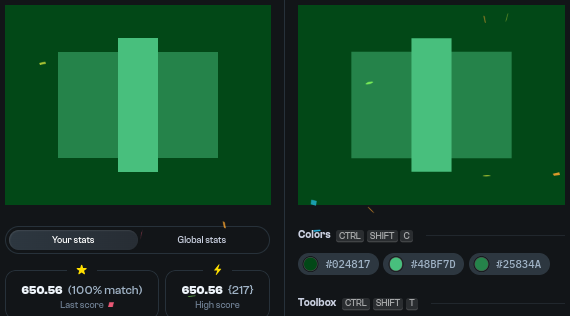 Your stats
Global stats
650.56 (100% match)
Last score
650.56 {217}
High score
Colors CTRL SHIFT C
#024817
#48BF7D
#25834A
Toolbox CTRL SHIFT T